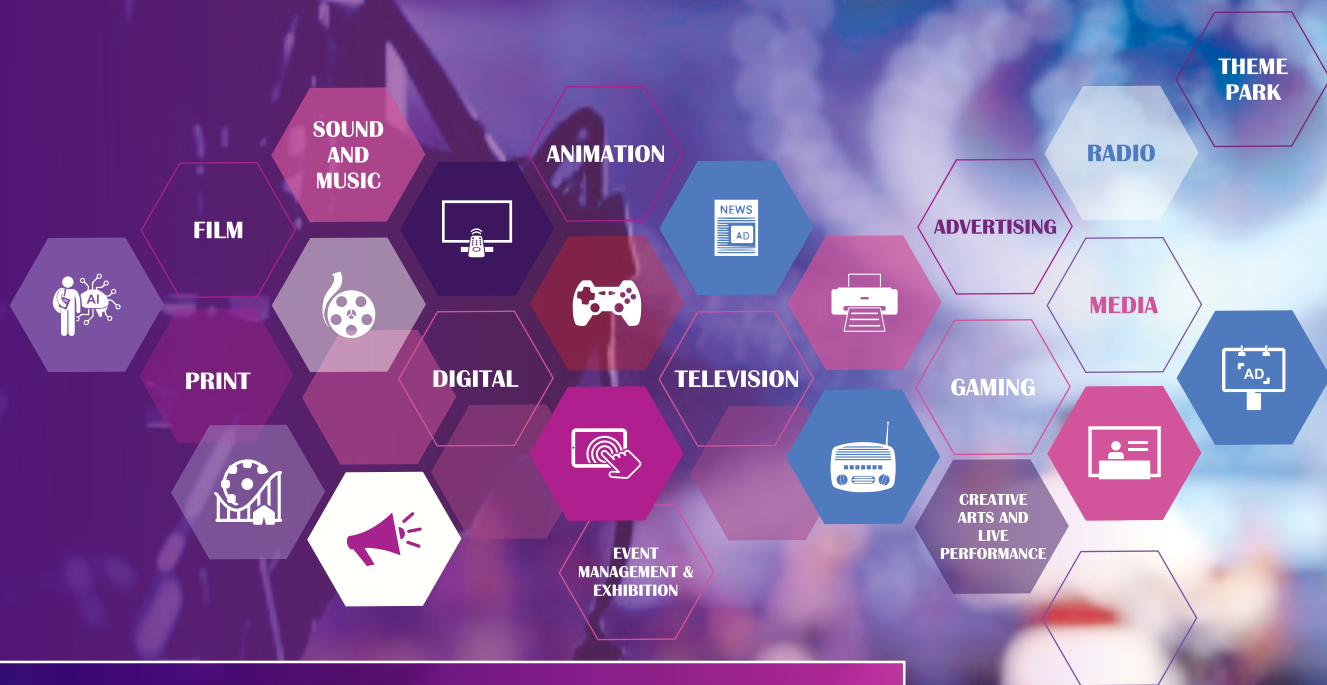 THEME
PARK
SOUND
AND
MUSIC
ANIMATION
RADIO
FILM
NEWS
AD
ADVERTISING
AI
MEDIA
PRINT
DIGITAL
TELEVISION
GAMING
AD
CREATIVE
ARTS AND
LIVE
PERFORMANCE
EVENT
MANAGEMENT &
EXHIBITION